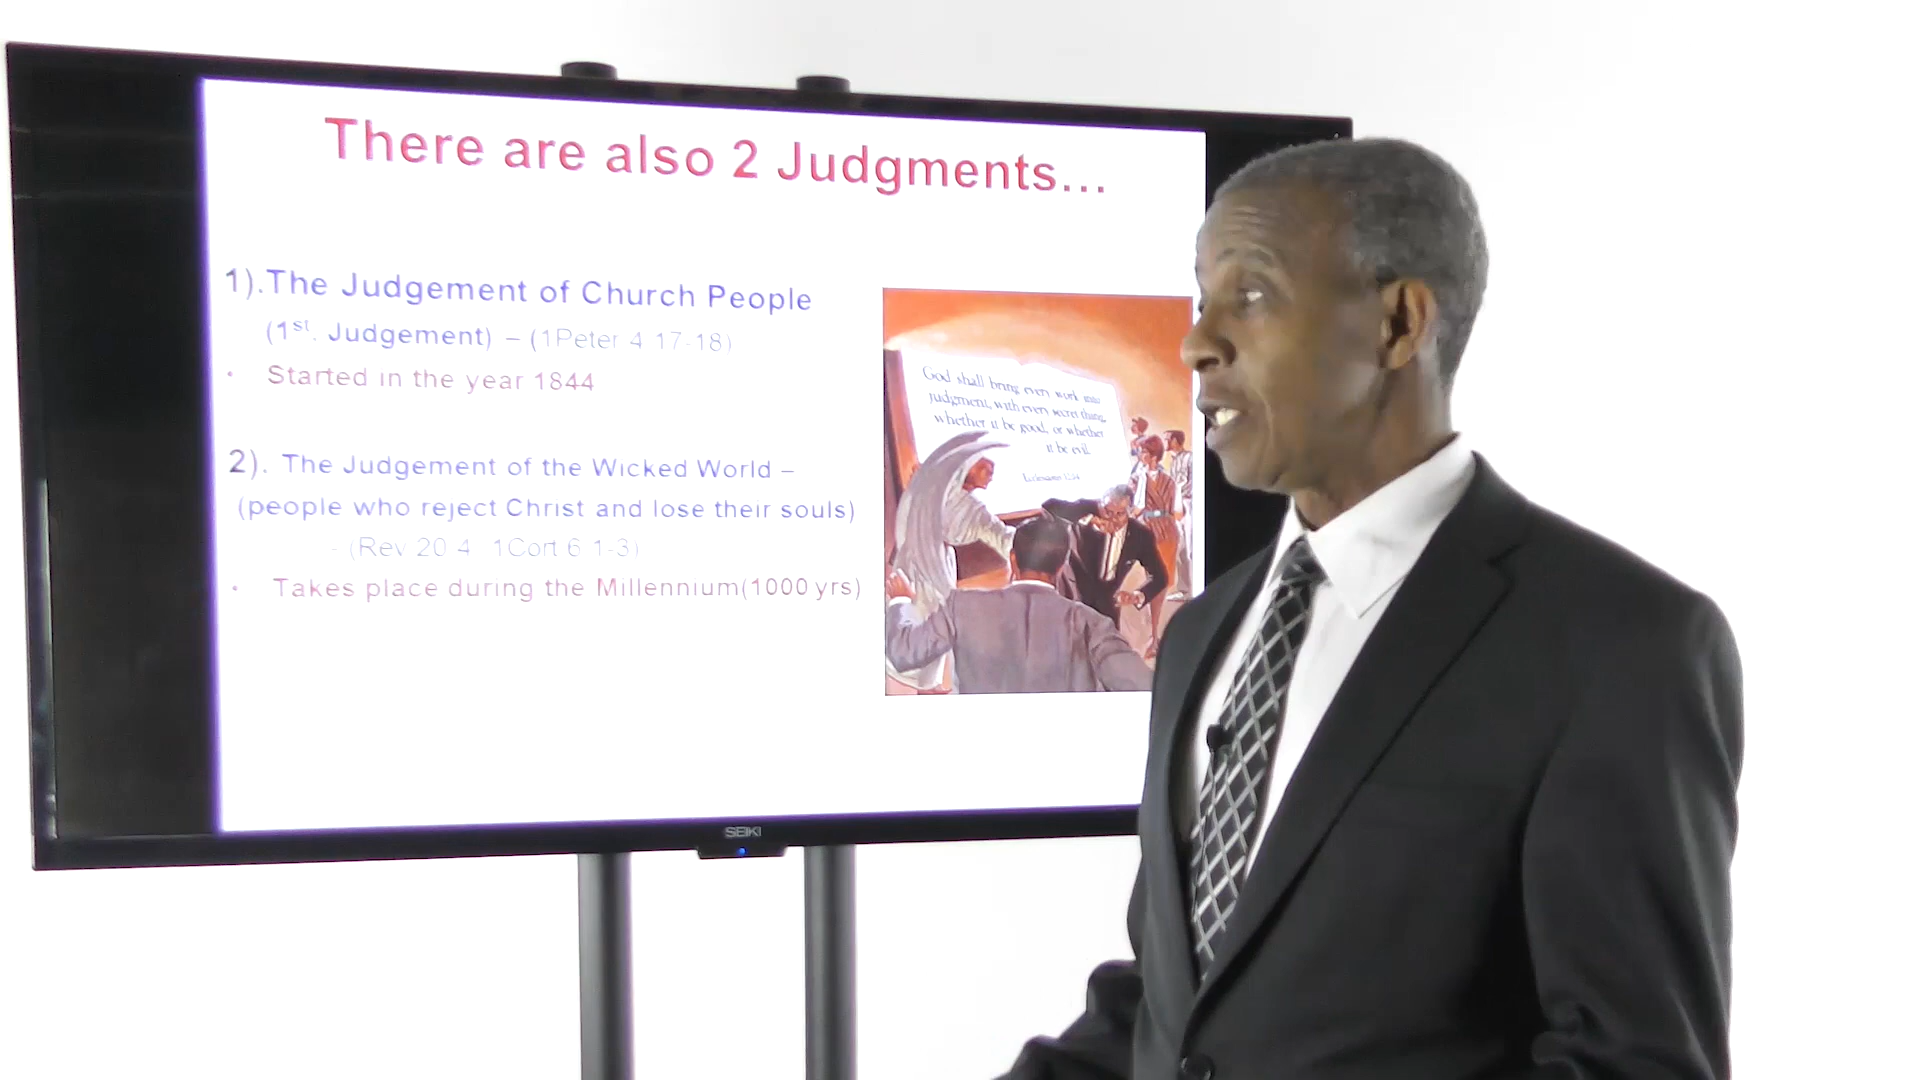 There are also 2 Judgments...
1).The Judgement of Church People
(1st. Judgement) – (1Peter 4 17-18)
• Started in the year 1844
2). The Judgement of the Wicked World –
(people who reject Christ and lose their souls)
- (Rev 20 4 1Cort 6 1-3)
• Takes place during the Millennium(1000 yrs)
God shall bring every work into
judgment, with every secret thing,
whether it be good, or whether
it be evil.
SEIKI